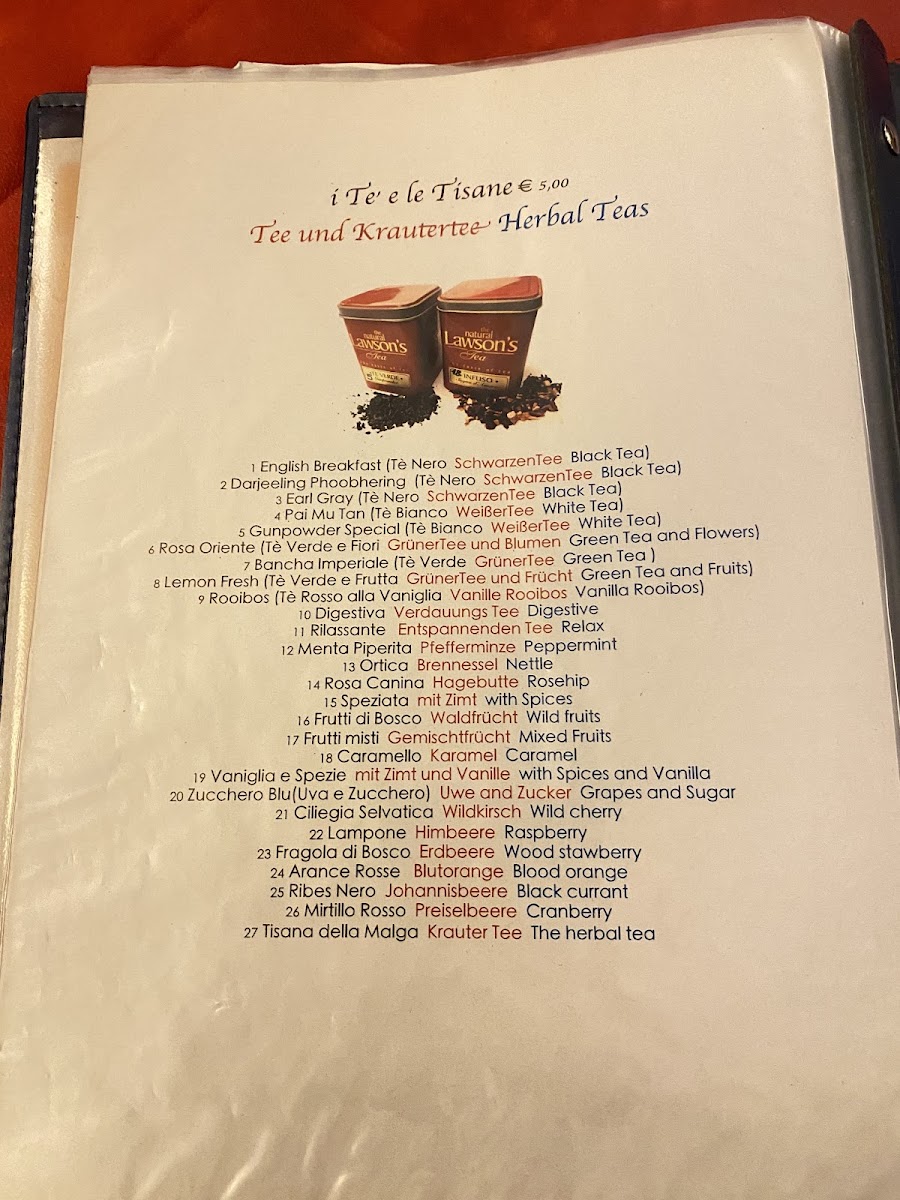 i Te' e le Tisane € 5,00
Tee und Krautertee Herbal Teas
the natural Lawson's Tea
the natural Lawson's Tea
TE VERDE +
INFUSO +
1 English Breakfast (Tè Nero SchwarzenTee Black Tea)
2 Darjeeling Phoobhering (Tè Nero SchwarzenTee Black Tea)
3 Earl Gray (Tè Nero SchwarzenTee Black Tea)
4 Pai Mu Tan (Tè Bianco WeißerTee White Tea)
5 Gunpowder Special (Tè Bianco WeißerTee White Tea)
6 Rosa Oriente (Tè Verde e Fiori GrünerTee und Blumen Green Tea and Flowers)
7 Bancha Imperiale (Tè Verde GrünerTee Green Tea )
8 Lemon Fresh (Tè Verde e Frutta GrünerTee und Frücht Green Tea and Fruits)
9 Rooibos (Tè Rosso alla Vaniglia Vanille Rooibos Vanilla Rooibos)
10 Digestiva Verdauungs Tee Digestive
11 Rilassante Entspannenden Tee Relax
12 Menta Piperita Pfefferminze Peppermint
13 Ortica Brennessel Nettle
14 Rosa Canina Hagebutte Rosehip
15 Speziata mit Zimt with Spices
16 Frutti di Bosco Waldfrücht Wild fruits
17 Frutti misti Gemischtfrücht Mixed Fruits
18 Caramello Karamel Caramel
19 Vaniglia e Spezie mit Zimt und Vanille with Spices and Vanilla
20 Zucchero Blu(Uva e Zucchero) Uwe and Zucker Grapes and Sugar
21 Ciliegia Selvatica Wildkirsch Wild cherry
22 Lampone Himbeere Raspberry
23 Fragola di Bosco Erdbeere Wood stawberry
24 Arance Rosse Blutorange Blood orange
25 Ribes Nero Johannisbeere Black currant
26 Mirtillo Rosso Preiselbeere Cranberry
27 Tisana della Malga Krauter Tee The herbal tea